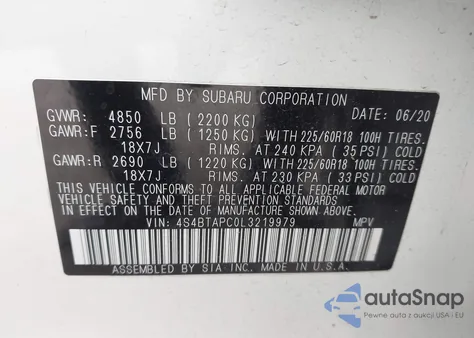 MFD BY SUBARU CORPORATION
GVWR: 4850 LB (2200 KG) DATE: 06/20
GAWR:F 2756 LB (1250 KG) WITH 225/60R18 100H TIRES.
18X7J RIMS. AT 240 KPA (35 PSI) COLD
GAWR:R 2690 LB (1220 KG) WITH 225/60R18 100H TIRES.
18X7J RIMS. AT 230 KPA (33 PSI) COLD
THIS VEHICLE CONFORMS TO ALL APPLICABLE FEDERAL MOTOR
VEHICLE SAFETY AND THEFT PREVENTION STANDARDS IN
EFFECT ON THE DATE OF MANUFACTURE SHOWN ABOVE.
VIN: 4S4BTAPC0L3219979 MPV
ASSEMBLED BY SIA INC. MADE IN U.S.A.
autoSnap
Pewne auta z USA i EU